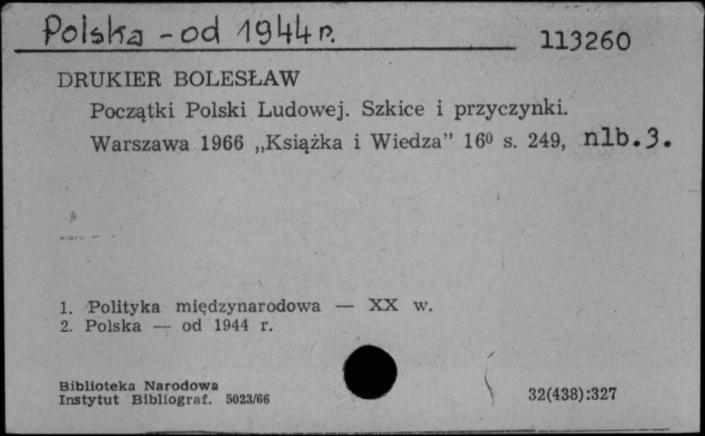 Polska - od 1944 r.
113260
DRUKIER BOLESŁAW
Początki Polski Ludowej. Szkice i przyczynki.
Warszawa 1966 „Książka i Wiedza” 16⁰ s. 249, nlb.3.
1. Polityka międzynarodowa — XX w.
2. Polska — od 1944 r.
Biblioteka Narodowa
Instytut Bibliograf. 5023/66
32(438):327